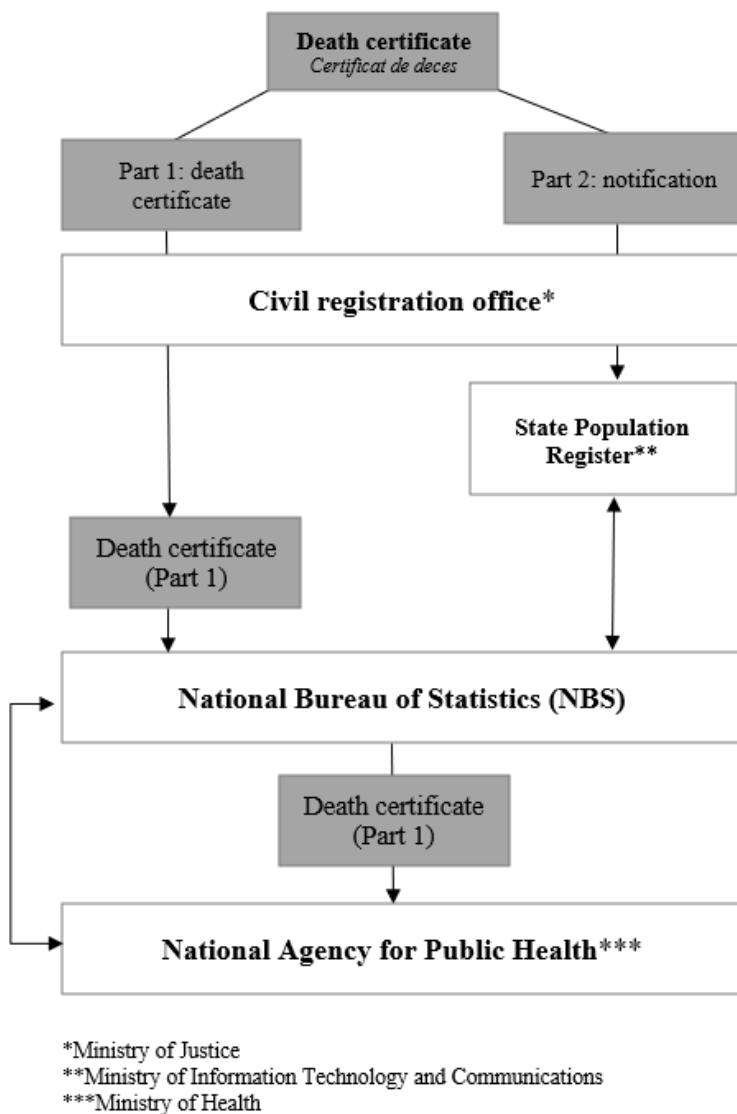 Death certificate
Certificat de deces
Part 1: death
certificate
Part 2: notification
Civil registration office*
State Population
Register**
Death certificate
(Part 1)
National Bureau of Statistics (NBS)
Death certificate
(Part 1)
National Agency for Public Health***
*Ministry of Justice
**Ministry of Information Technology and Communications
***Ministry of Health